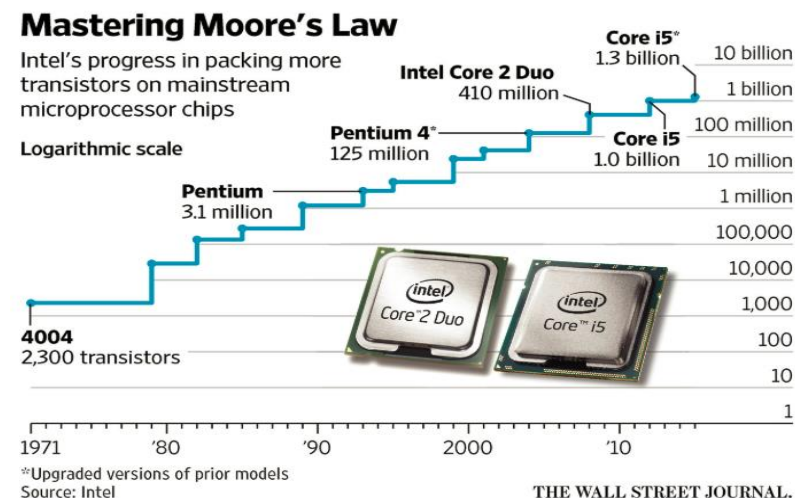 Mastering Moore's Law
Intel's progress in packing more
transistors on mainstream
microprocessor chips
Logarithmic scale
Core i5*
1.3 billion
Intel Core 2 Duo
410 million
Core i5
1.0 billion
Pentium 4*
125 million
Pentium
3.1 million
4004
2,300 transistors
10 billion
1 billion
100 million
10 million
1 million
100,000
10,000
1,000
100
10
1
intel
Core™2 Duo
intel
Core™ i5
1971 '80 '90 2000 '10
*Upgraded versions of prior models
Source: Intel
THE WALL STREET JOURNAL.